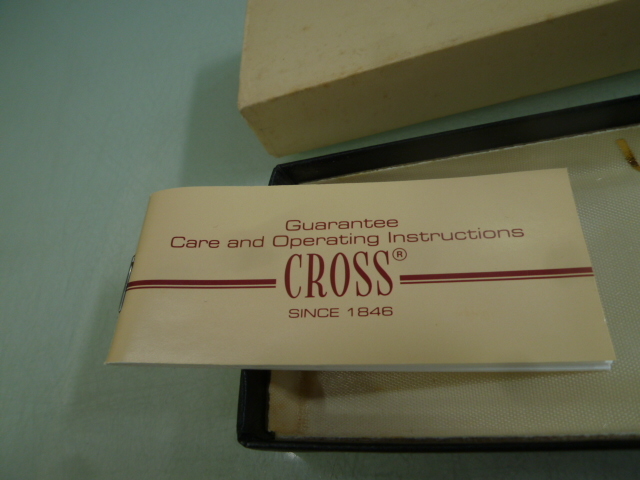 Guarantee
Care and Operating Instructions
CROSS®
SINCE 1846